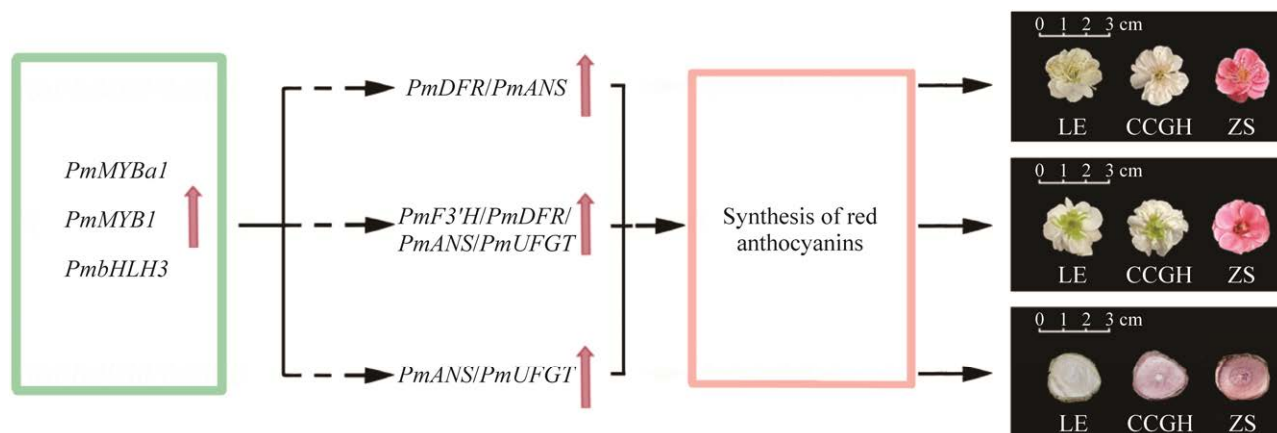 PmMYBa1
PmMYB1
PmbHLH3
PmDFR/PmANS
PmF3'H/PmDFR/
PmANS/PmUFGT
PmANS/PmUFGT
Synthesis of red
anthocyanins
0 1 2 3 cm
LE CCGH ZS
0 1 2 3 cm
LE CCGH ZS
0 1 2 3 cm
LE CCGH ZS